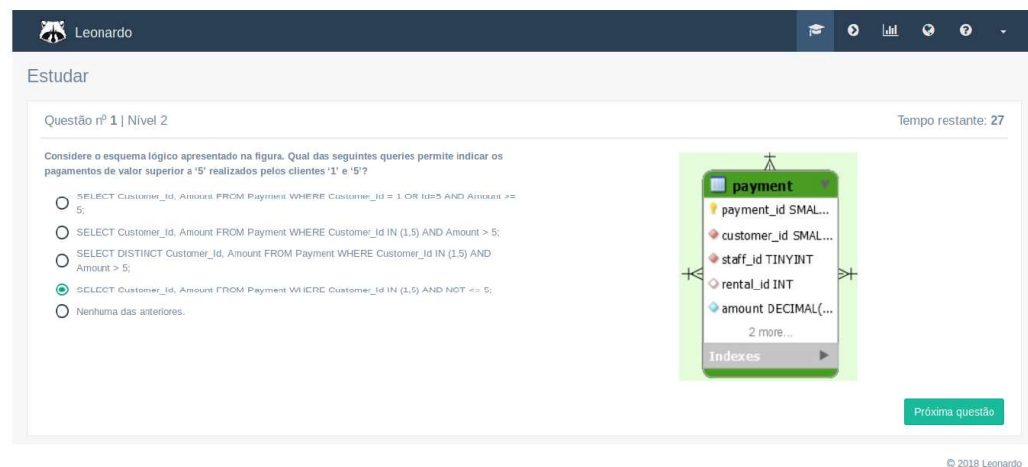 Leonardo
Estudar
Questão nº 1 | Nível 2
Tempo restante: 27
Considere o esquema lógico apresentado na figura. Qual das seguintes queries permite indicar os
pagamentos de valor superior a ‘5’ realizados pelos clientes ‘1’ e ‘5’?
SELECT Customer_Id, Amount FROM Payment WHERE Customer_Id = 1 OR Id=5 AND Amount >=
5;
SELECT Customer_Id, Amount FROM Payment WHERE Customer_Id IN (1,5) AND Amount > 5;
SELECT DISTINCT Customer_Id, Amount FROM Payment WHERE Customer_Id IN (1,5) AND
Amount > 5;
SELECT Customer_Id, Amount FROM Payment WHERE Customer_Id IN (1,5) AND NOT <= 5;
Nenhuma das anteriores.
payment
payment_id SMAL...
customer_id SMAL...
staff_id TINYINT
rental_id INT
amount DECIMAL(...
2 more...
Indexes
Próxima questão
© 2018 Leonardo